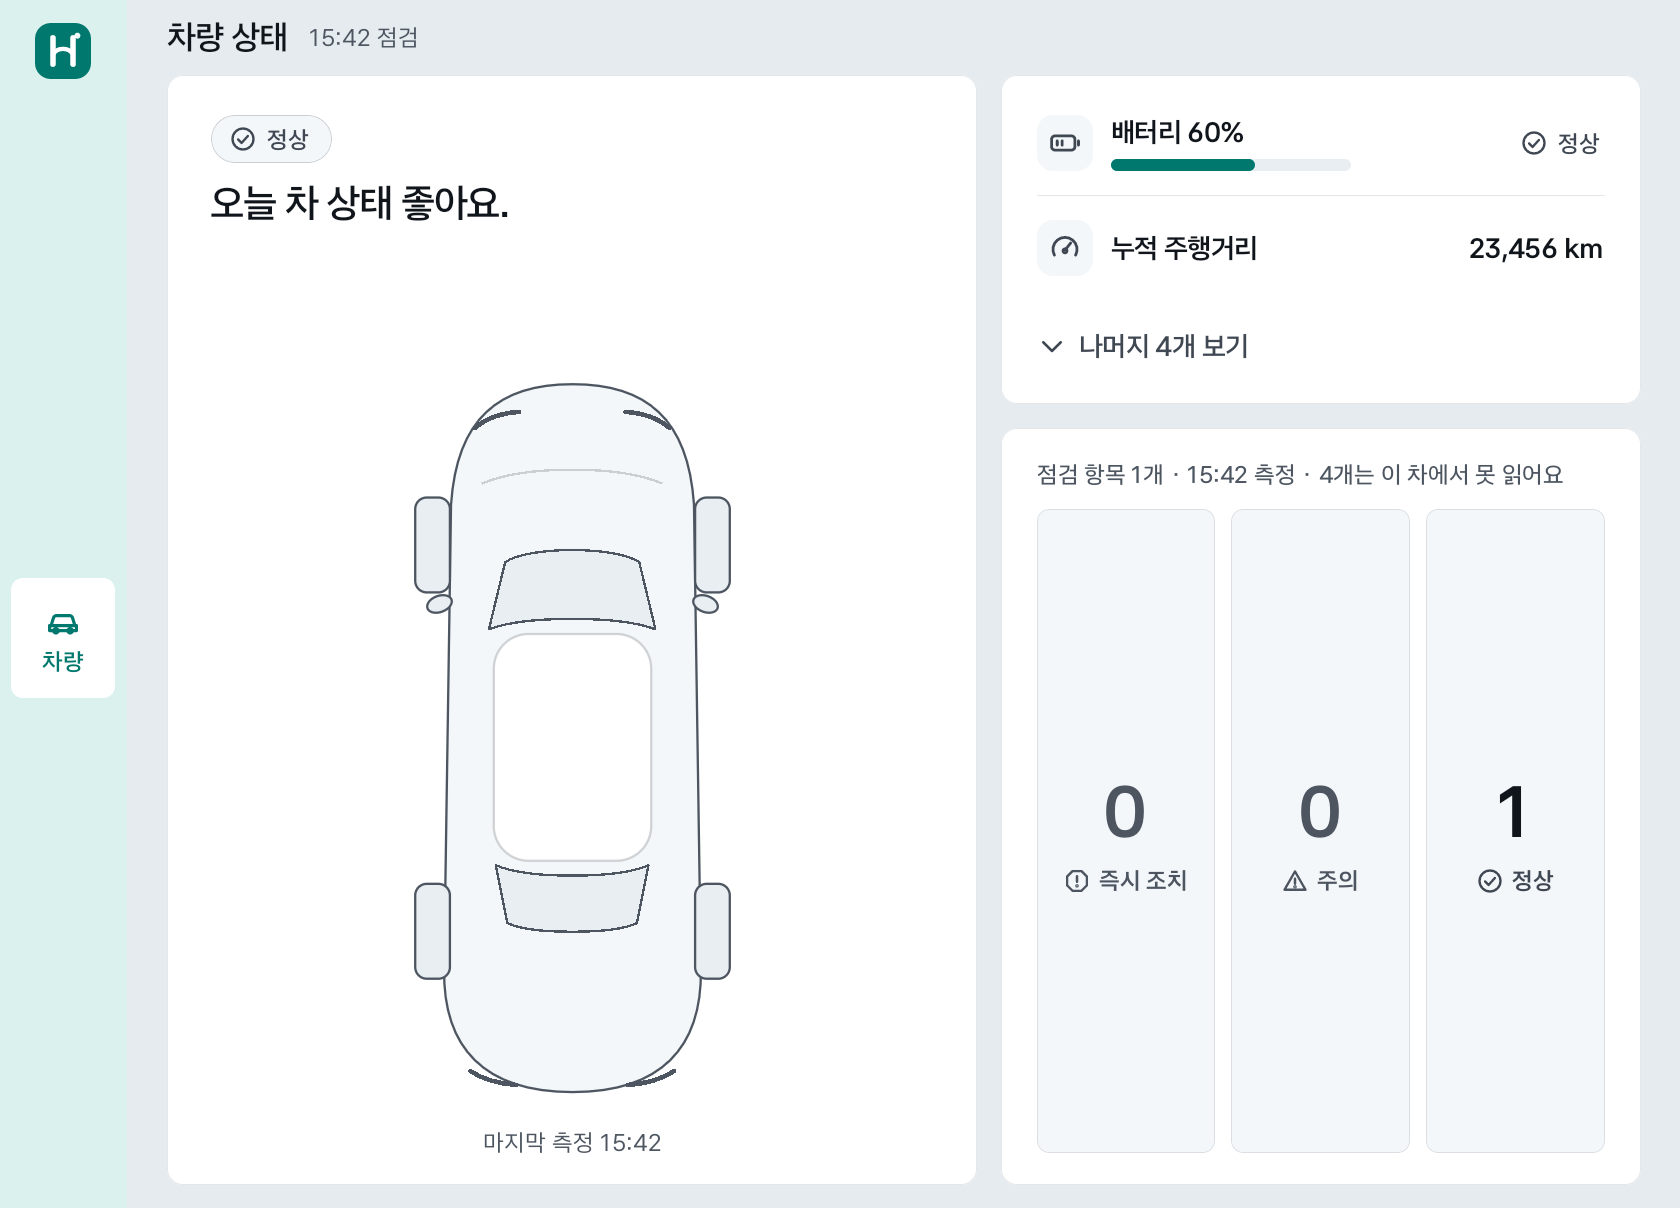 차량 상태 15:42 점검
차량
정상
오늘 차 상태 좋아요.
마지막 측정 15:42
배터리 60%
정상
누적 주행거리 23,456 km
나머지 4개 보기
점검 항목 1개 · 15:42 측정 · 4개는 이 차에서 못 읽어요
0
즉시 조치
0
주의
1
정상